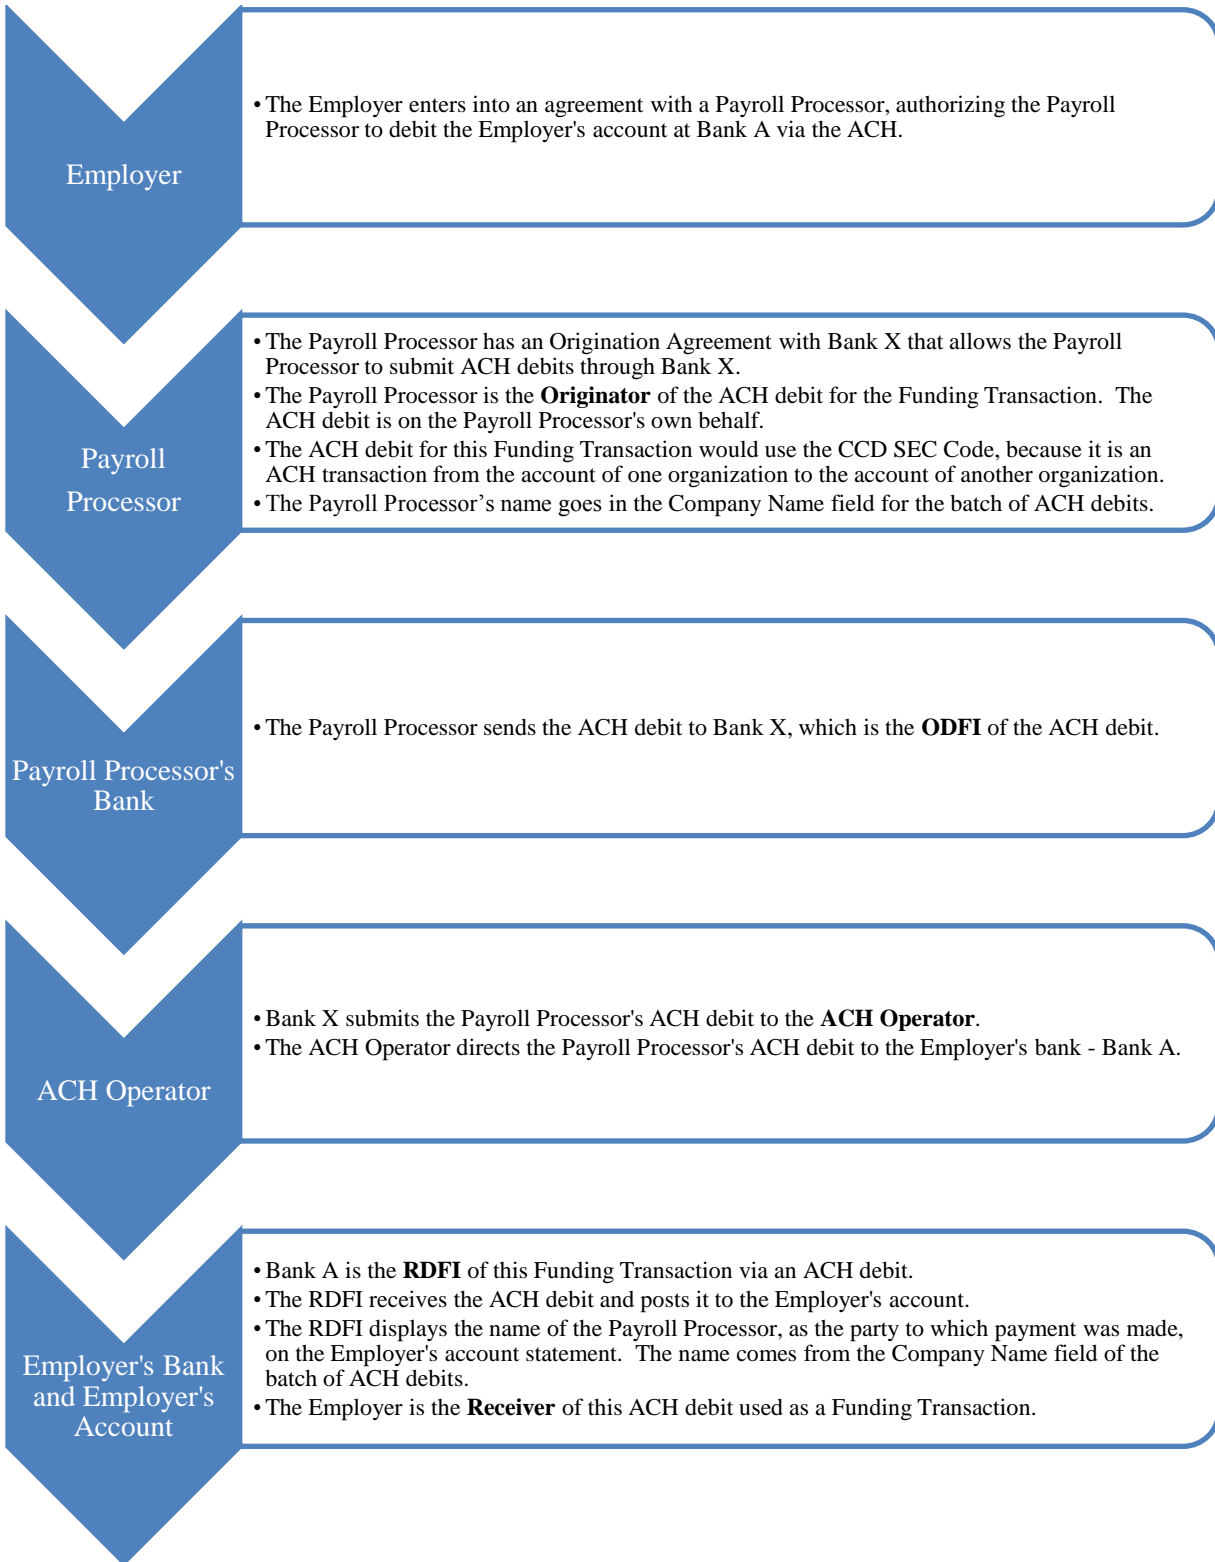 Employer
• The Employer enters into an agreement with a Payroll Processor, authorizing the Payroll
Processor to debit the Employer's account at Bank A via the ACH.
Payroll
Processor
• The Payroll Processor has an Origination Agreement with Bank X that allows the Payroll
Processor to submit ACH debits through Bank X.
• The Payroll Processor is the Originator of the ACH debit for the Funding Transaction. The
ACH debit is on the Payroll Processor's own behalf.
• The ACH debit for this Funding Transaction would use the CCD SEC Code, because it is an
ACH transaction from the account of one organization to the account of another organization.
• The Payroll Processor’s name goes in the Company Name field for the batch of ACH debits.
Payroll Processor's
Bank
• The Payroll Processor sends the ACH debit to Bank X, which is the ODFI of the ACH debit.
ACH Operator
• Bank X submits the Payroll Processor's ACH debit to the ACH Operator.
• The ACH Operator directs the Payroll Processor's ACH debit to the Employer's bank - Bank A.
Employer's Bank
and Employer's
Account
• Bank A is the RDFI of this Funding Transaction via an ACH debit.
• The RDFI receives the ACH debit and posts it to the Employer's account.
• The RDFI displays the name of the Payroll Processor, as the party to which payment was made,
on the Employer's account statement. The name comes from the Company Name field of the
batch of ACH debits.
• The Employer is the Receiver of this ACH debit used as a Funding Transaction.